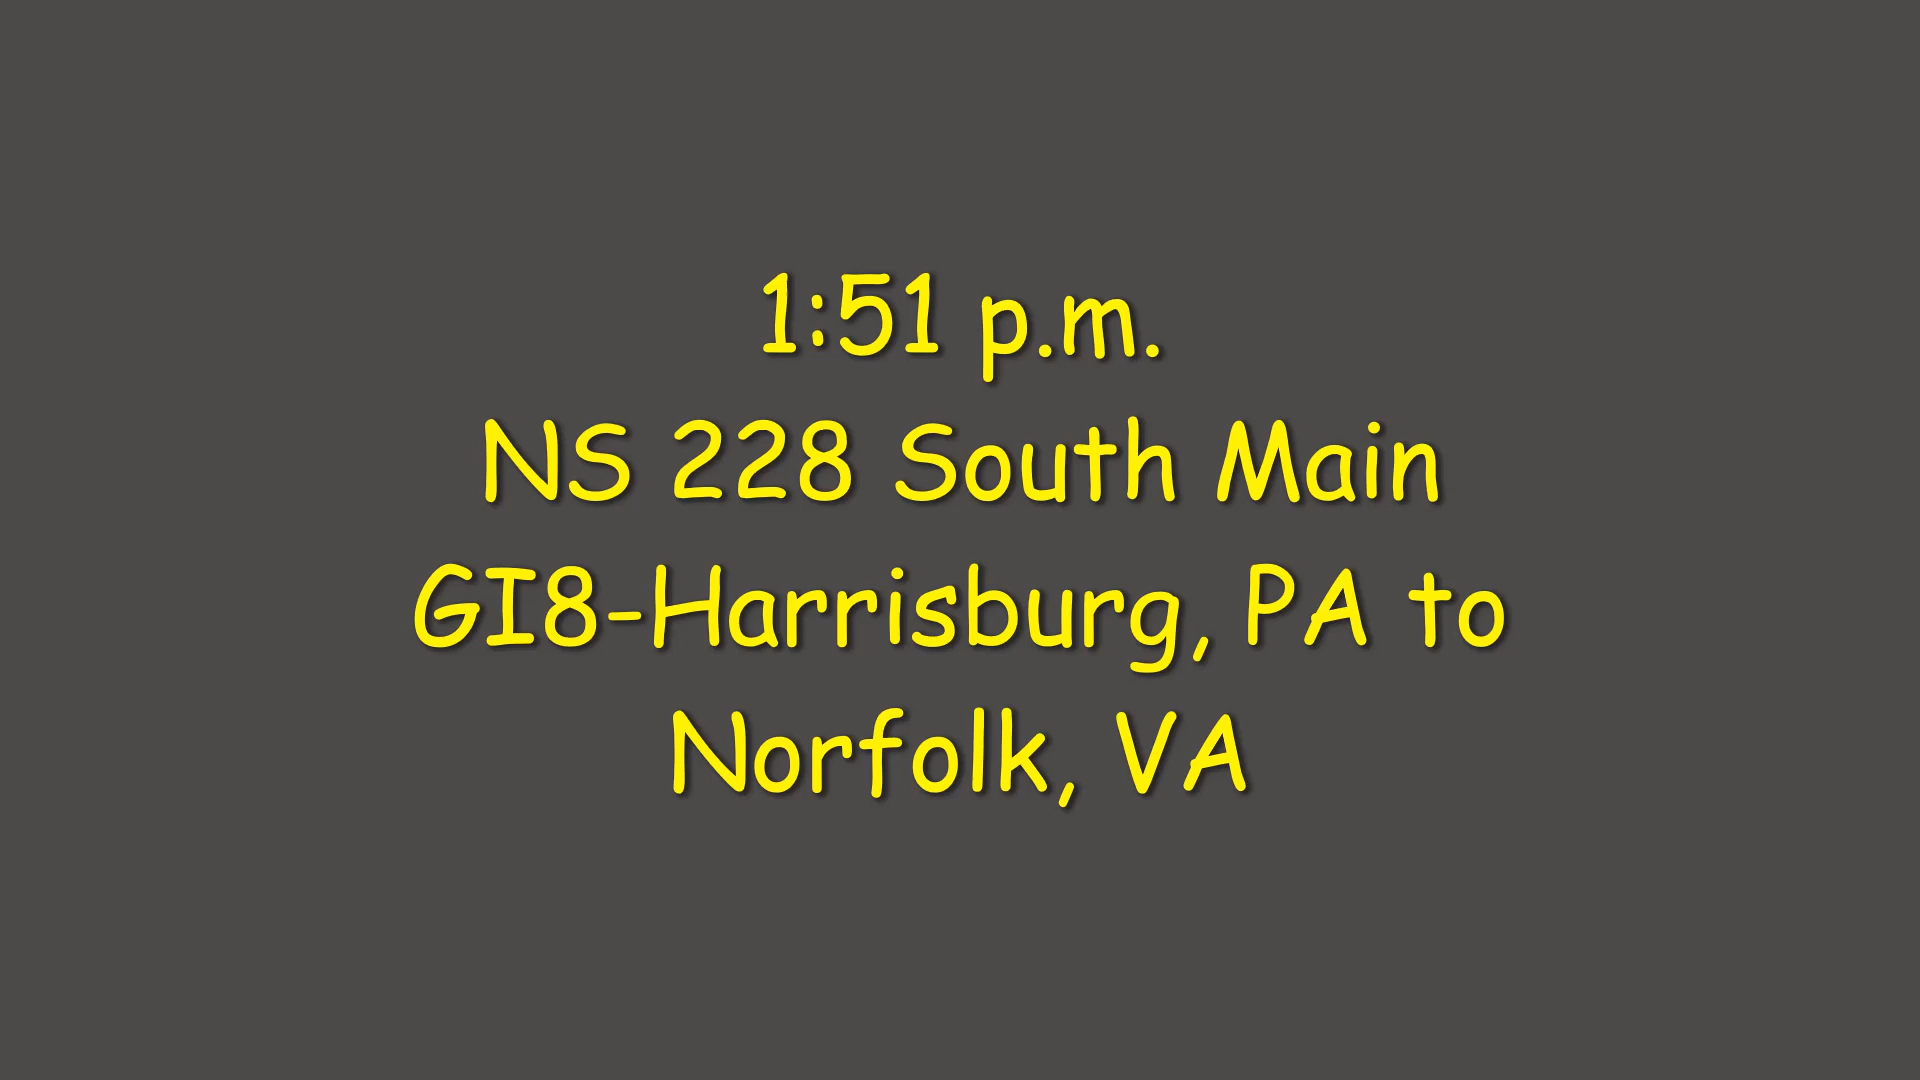 1:51 p.m.
NS 228 South Main
GI8-Harrisburg, PA to
Norfolk, VA